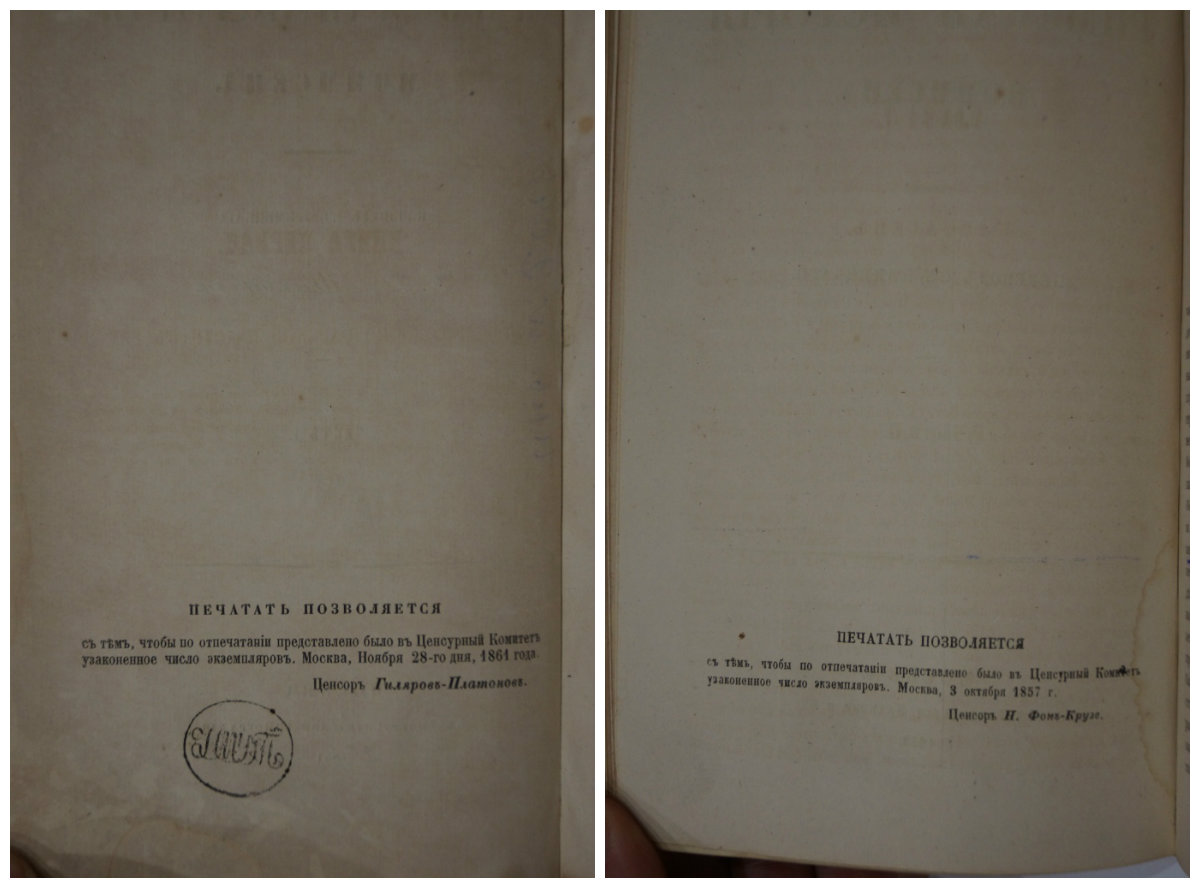 ПЕЧАТАТЬ ПОЗВОЛЯЕТСЯ
съ тѣмъ, чтобы по отпечатаніи представлено было въ Ценсурный Комитетъ
узаконенное число экземпляровъ. Москва, Ноября 28-го дня, 1861 года.
Ценсоръ Гиляровъ-Платоновъ.
ПЕЧАТАТЬ ПОЗВОЛЯЕТСЯ
съ тѣмъ, чтобы по отпечатаніи представлено было въ Ценсурный Комитетъ
узаконенное число экземпляровъ. Москва, 3 октября 1857 г.
Ценсоръ Н. Фонъ-Крузе.